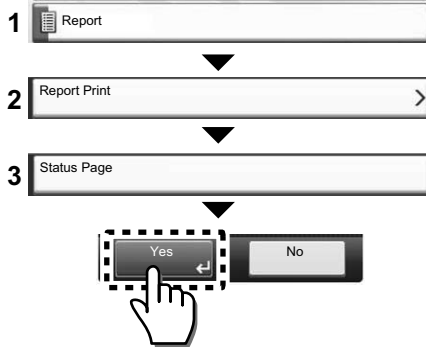 1 Report
2 Report Print
3 Status Page
Yes No